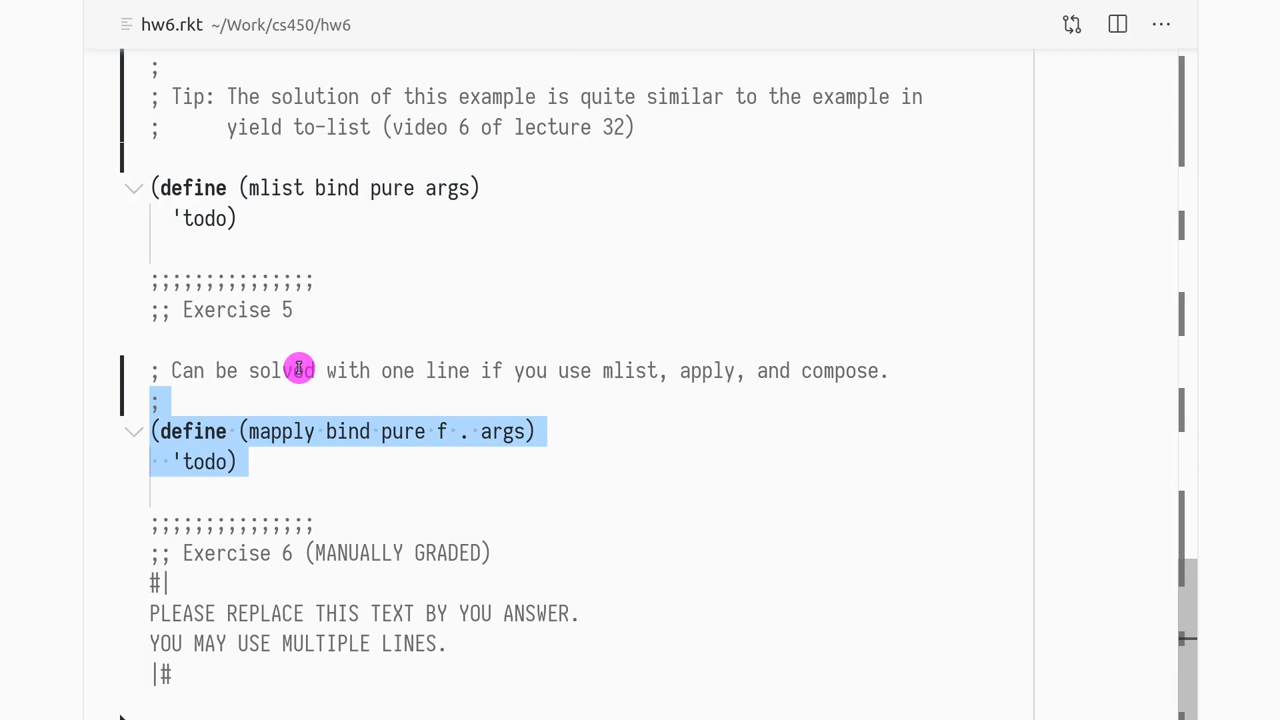 hw6.rkt ~/Work/cs450/hw6
;
; Tip: The solution of this example is quite similar to the example in
;      yield to-list (video 6 of lecture 32)
(define (mlist bind pure args)
  'todo)
;;;;;;;;;;;;;;;
;; Exercise 5
; Can be solved with one line if you use mlist, apply, and compose.
;
(define (mapply bind pure f . args)
  'todo)
;;;;;;;;;;;;;;;
;; Exercise 6 (MANUALLY GRADED)
#|
PLEASE REPLACE THIS TEXT BY YOU ANSWER.
YOU MAY USE MULTIPLE LINES.
|#